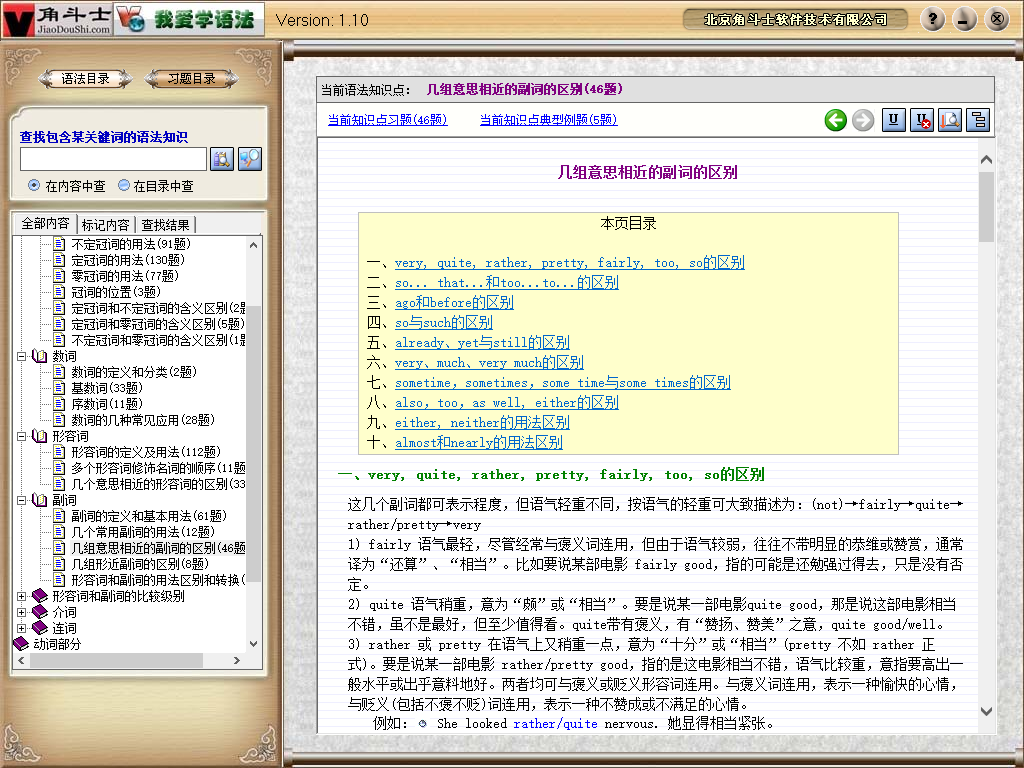 角斗士
JiaoDouShi.com
我爱学语法
Version: 1.10
北京角斗士软件技术有限公司
语法目录
习题目录
查找包含某关键词的语法知识
在内容中查
在目录中查
全部内容
标记内容
查找结果
不定冠词的用法(91题)
定冠词的用法(130题)
零冠词的用法(77题)
冠词的位置(3题)
定冠词和不定冠词的含义区别(2题
定冠词和零冠词的含义区别(5题)
不定冠词和零冠词的含义区别(1题
数词
数词的定义和分类(2题)
基数词(33题)
序数词(11题)
数词的几种常见应用(28题)
形容词
形容词的定义及用法(112题)
多个形容词修饰名词的顺序(11题
几个意思相近的形容词的区别(33
副词
副词的定义和基本用法(61题)
几个常用副词的用法(12题)
几组意思相近的副词的区别(46题
几组形近副词的区别(8题)
形容词和副词的用法区别和转换(
形容词和副词的比较级别
介词
连词
动词部分
当前语法知识点: 几组意思相近的副词的区别(46题)
当前知识点习题(46题)
当前知识点典型例题(5题)
几组意思相近的副词的区别
本页目录
一、very, quite, rather, pretty, fairly, too, so的区别
二、so... that...和too...to...的区别
三、ago和before的区别
四、so与such的区别
五、already、yet与still的区别
六、very、much、very much的区别
七、sometime, sometimes, some time与some times的区别
八、also, too, as well, either的区别
九、either, neither的用法区别
十、almost和nearly的用法区别
一、very, quite, rather, pretty, fairly, too, so的区别
这几个副词都可表示程度，但语气轻重不同，按语气的轻重可大致描述为：(not)→fairly→quite→
rather/pretty→very
1) fairly 语气最轻，尽管经常与褒义词连用，但由于语气较弱，往往不带明显的恭维或赞赏，通常
译为“还算”、“相当”。比如要说某部电影 fairly good，指的可能是还勉强过得去，只是没有否
定。
2) quite 语气稍重，意为“颇”或“相当”。要是说某一部电影quite good，那是说这部电影相当
不错，虽不是最好，但至少值得看。quite带有褒义，有“赞扬、赞美”之意，quite good/well。
3) rather 或 pretty 在语气上又稍重一点，意为“十分”或“相当”(pretty 不如 rather 正
式)。要是说某一部电影 rather/pretty good，指的是这电影相当不错，语气比较重，意指要高出一
般水平或出乎意料地好。两者均可与褒义或贬义形容词连用。与褒义词连用，表示一种愉快的心情，
与贬义(包括不褒不贬)词连用，表示一种不赞成或不满足的心情。
例如: She looked rather/quite nervous. 她显得相当紧张。